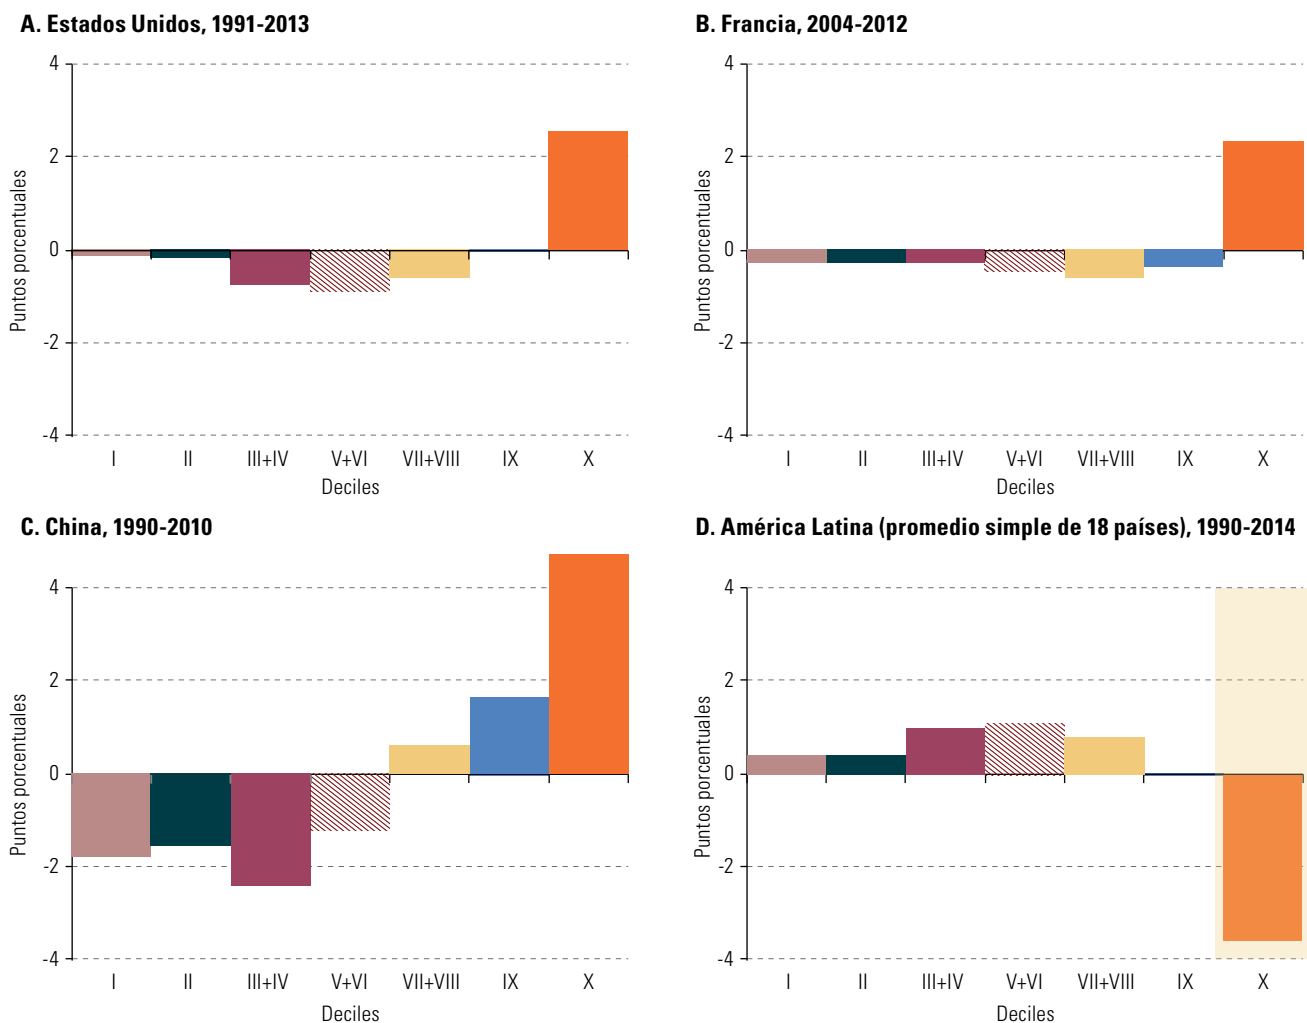 A. Estados Unidos, 1991-2013
4
2
0
-2
-4
Puntos porcentuales
I II III+IV V+VI VII+VIII IX X
Deciles
B. Francia, 2004-2012
4
2
0
-2
-4
Puntos porcentuales
I II III+IV V+VI VII+VIII IX X
Deciles
C. China, 1990-2010
4
2
0
-2
-4
Puntos porcentuales
I II III+IV V+VI VII+VIII IX X
Deciles
D. América Latina (promedio simple de 18 países), 1990-2014
4
2
0
-2
-4
Puntos porcentuales
I II III+IV V+VI VII+VIII IX X
Deciles